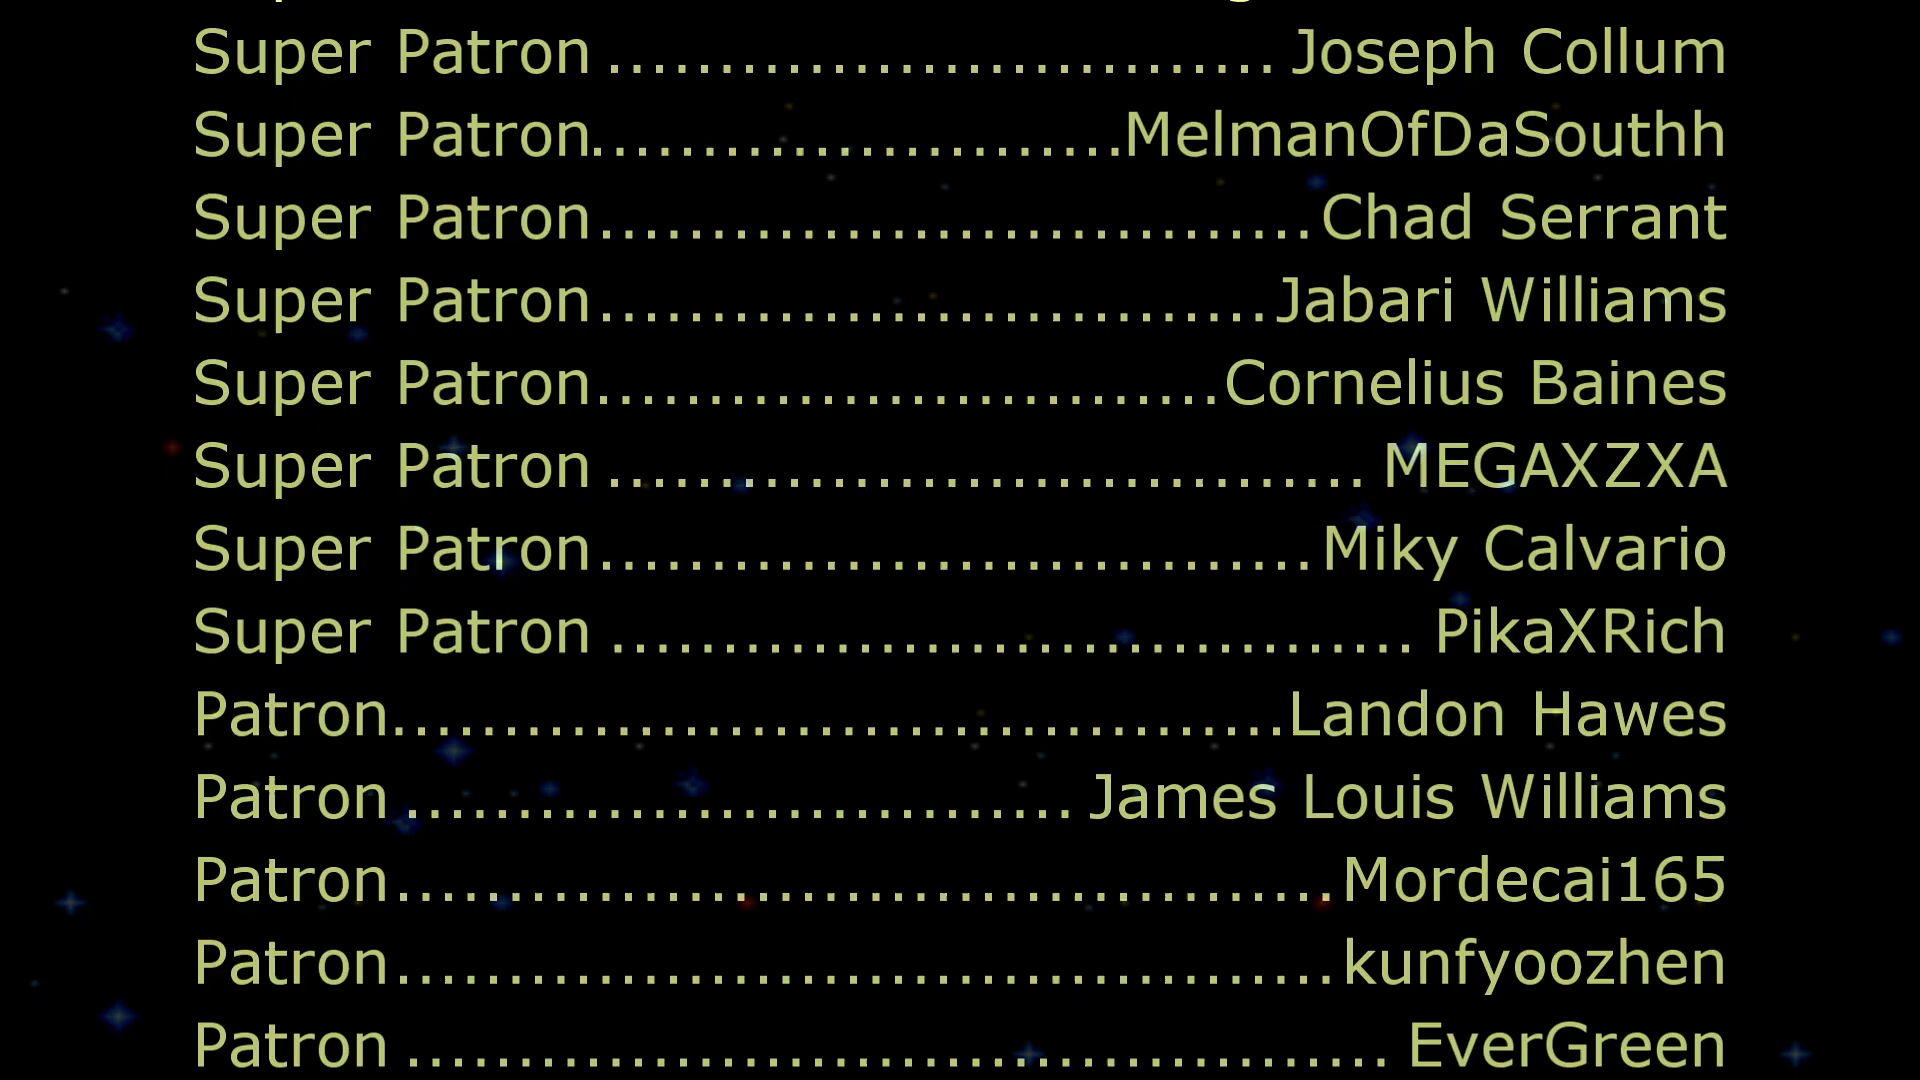 Super Patron ............................... Joseph Collum
Super Patron........................MelmanOfDaSouthh
Super Patron................................Chad Serrant
Super Patron..............................Jabari Williams
Super Patron............................Cornelius Baines
Super Patron .................................. MEGAXZXA
Super Patron................................Miky Calvario
Super Patron .................................... PikaXRich
Patron........................................Landon Hawes
Patron.............................. James Louis Williams
Patron..........................................Mordecai165
Patron..........................................kunfyoozhen
Patron ............................................ EverGreen